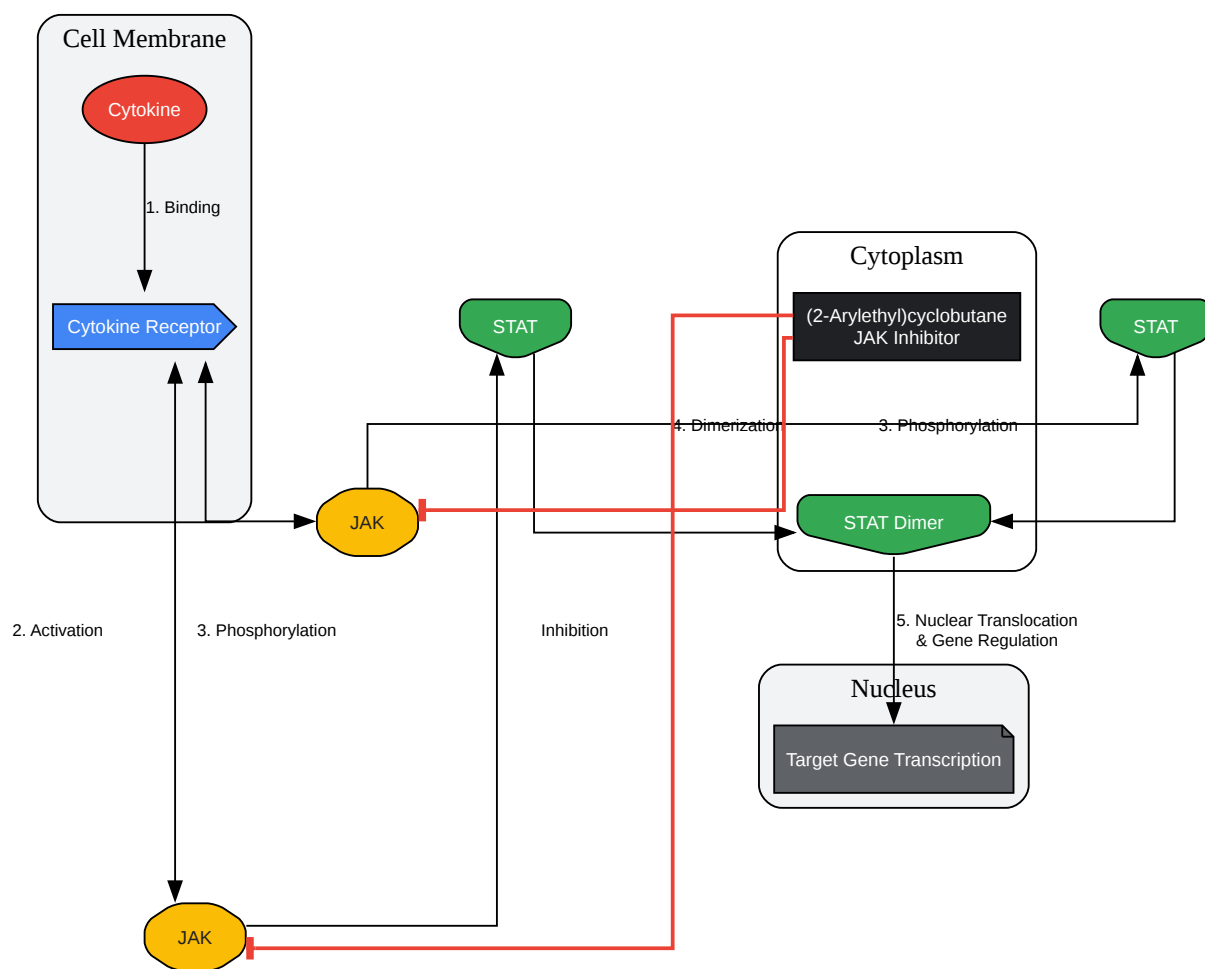 Cell Membrane
Cytokine
1. Binding
Cytoplasm
Cytokine Receptor
STAT
(2-Arylethyl)cyclobutane
JAK Inhibitor
STAT
4. Dimerization
3. Phosphorylation
JAK
STAT Dimer
2. Activation
3. Phosphorylation
Inhibition
5. Nuclear Translocation
& Gene Regulation
Nucleus
Target Gene Transcription
JAK